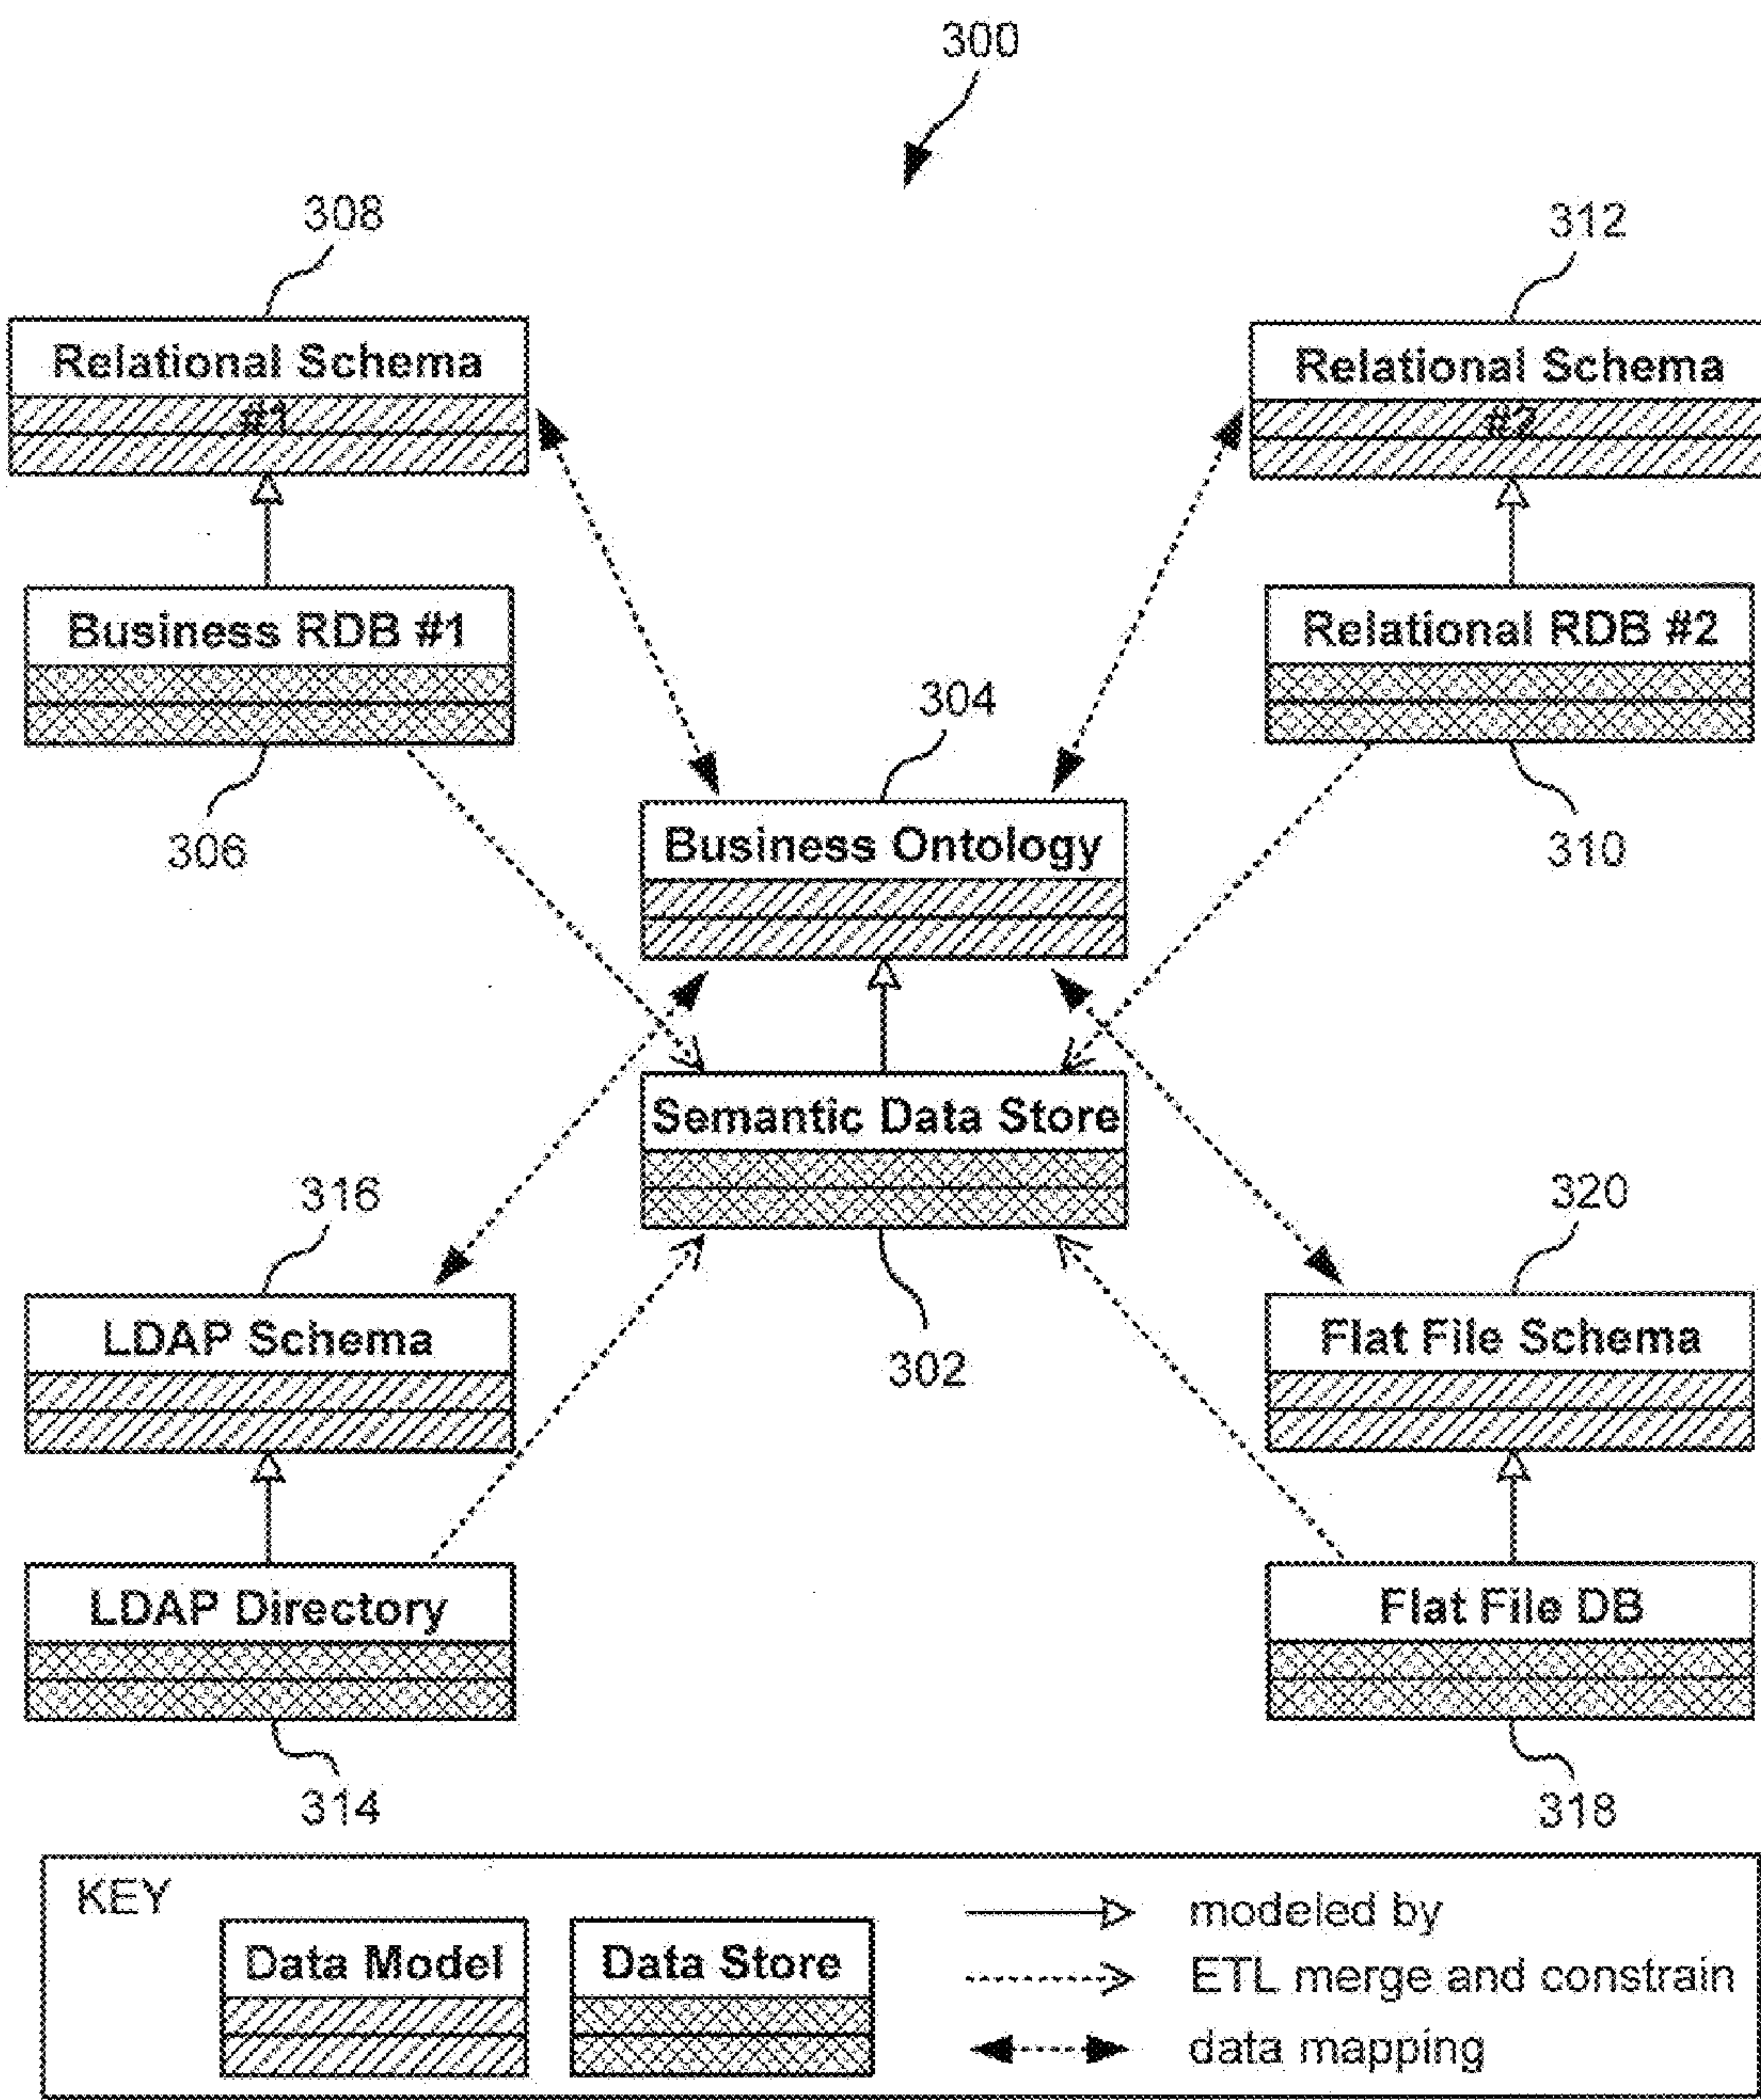 300
308
312
Relational Schema
#1
Relational Schema
#2
Business RDB #1
Relational RDB #2
304
306
Business Ontology
310
Semantic Data Store
316
320
LDAP Schema
302
Flat File Schema
LDAP Directory
Flat File DB
314
318
KEY
Data Model
Data Store
modeled by
ETL merge and constrain
data mapping